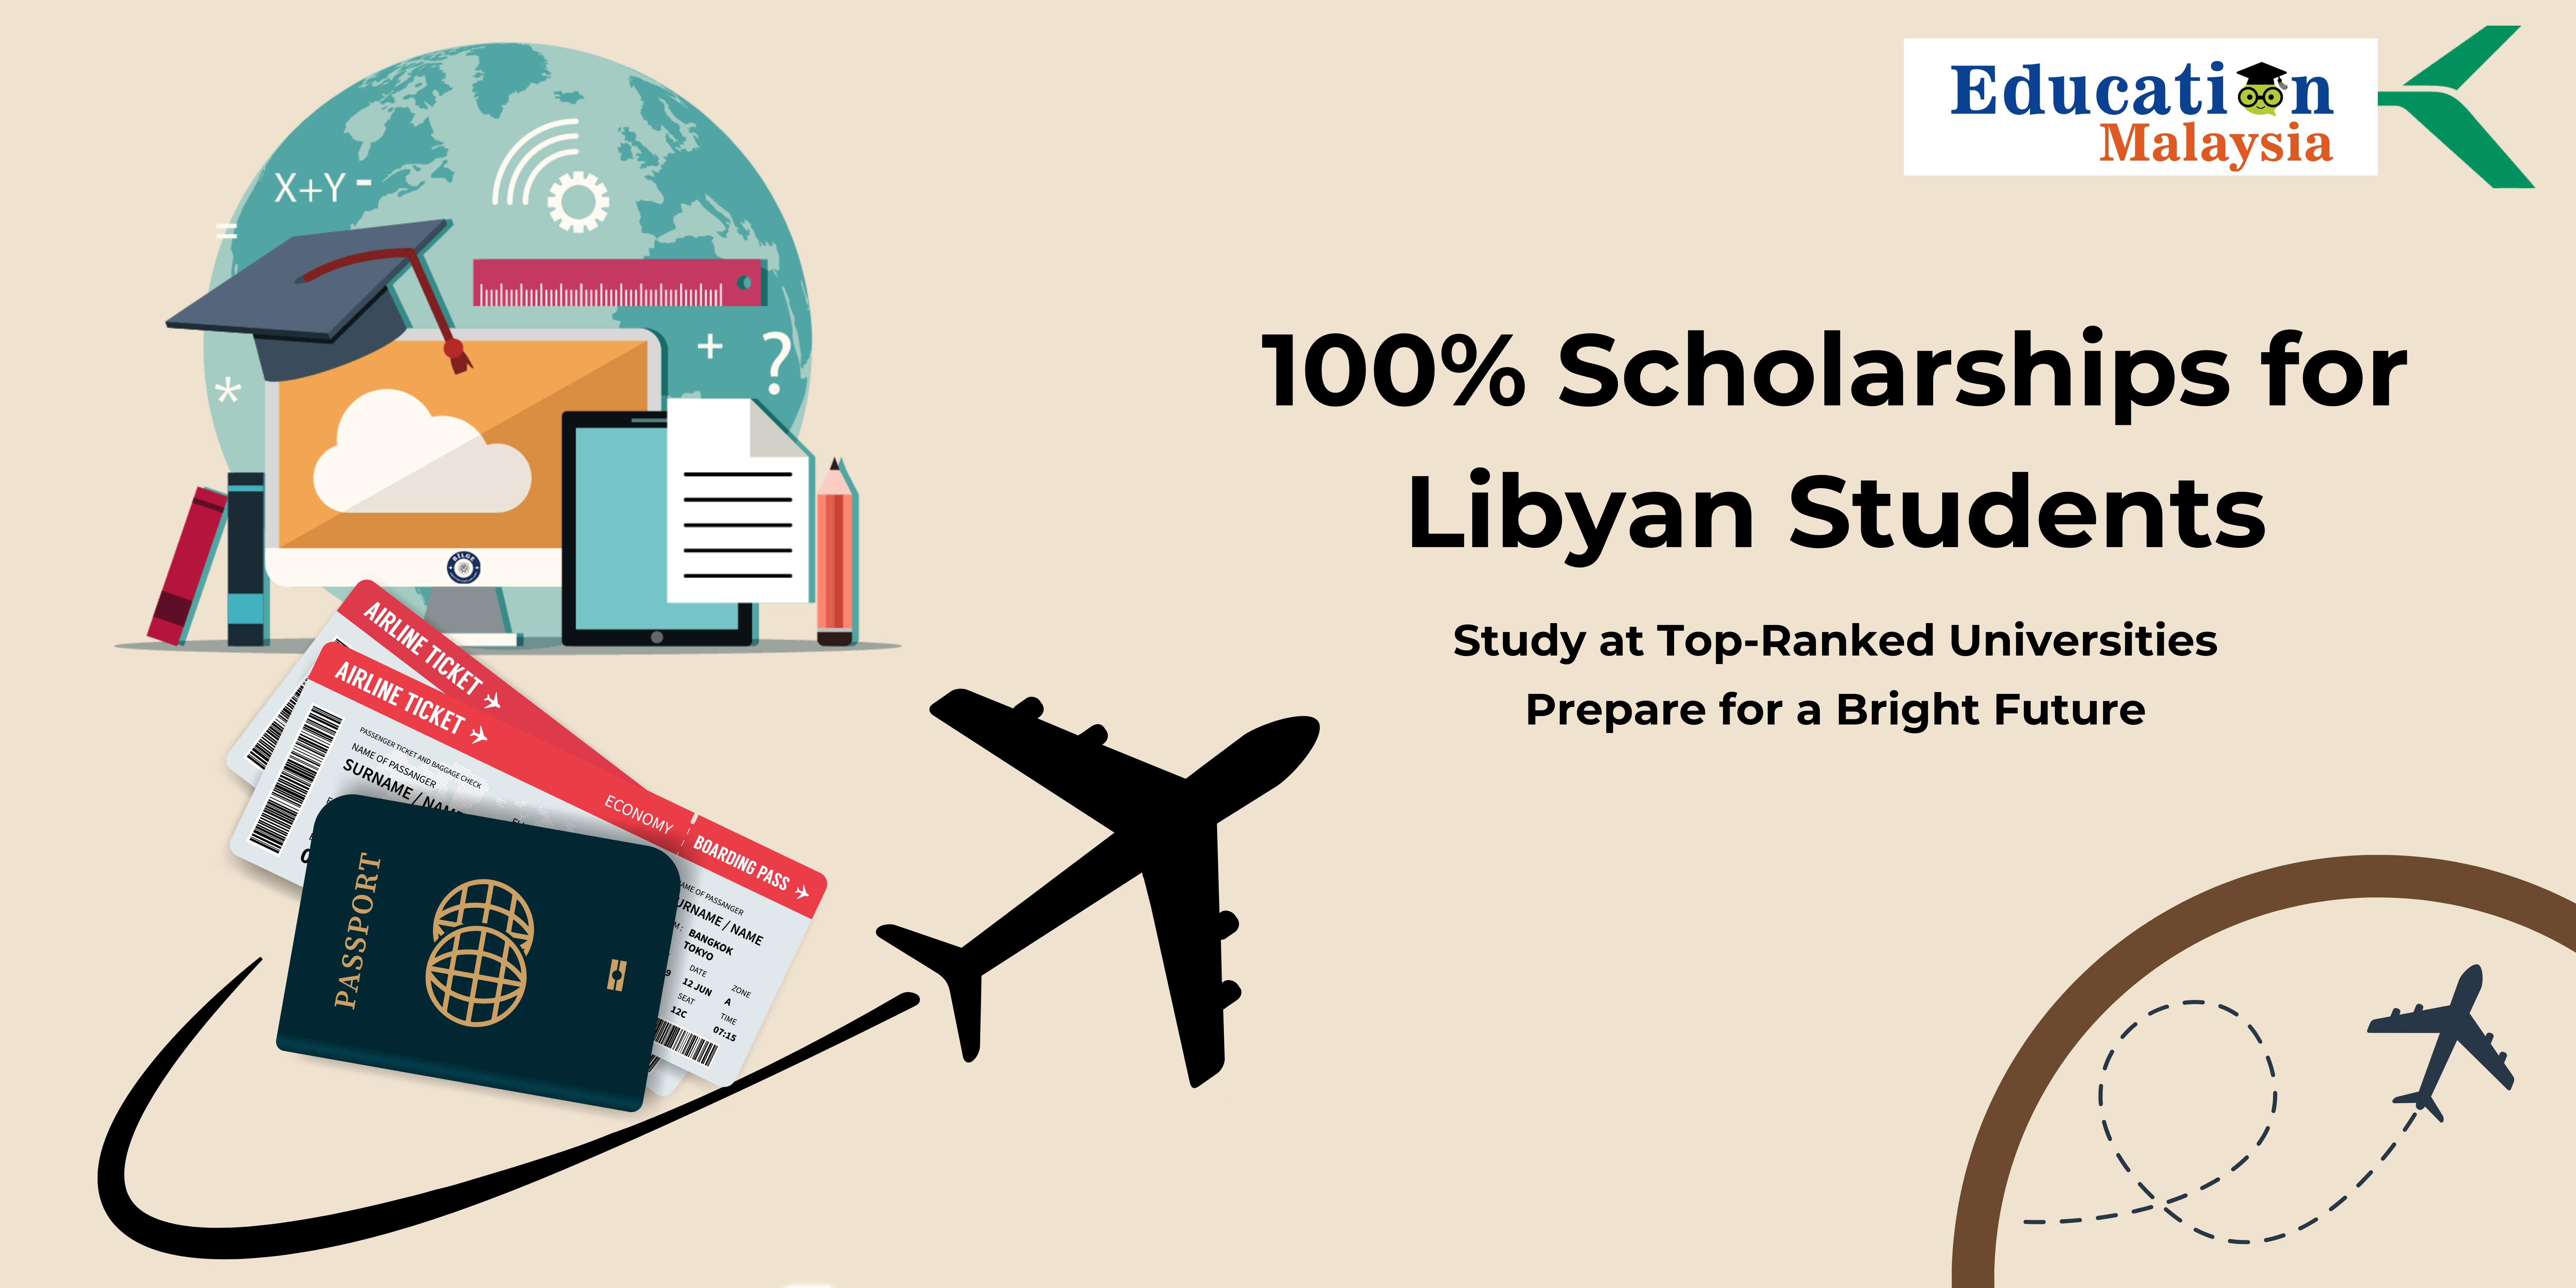 Education
Malaysia
100% Scholarships for
Libyan Students
Study at Top-Ranked Universities
Prepare for a Bright Future
X+Y -
=
+
?
*
AIRLINE TICKET
AIRLINE TICKET
PASSENGER TICKET AND BAGGAGE CHECK
NAME OF PASSANGER
SURNAME / NAME
ECONOMY
BOARDING PASS
NAME OF PASSANGER
SURNAME / NAME
BANGKOK
TOKYO
DATE
ZONE
12 JUN
A
SEAT
TIME
12C
07:15
PASSPORT